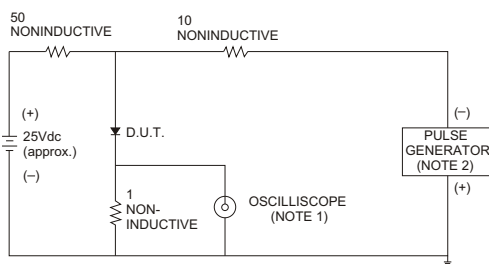 50
NONINDUCTIVE
10
NONINDUCTIVE
(+)
25Vdc
(approx.)
(–)
D.U.T.
1
NON-
INDUCTIVE
OSCILLISCOPE
(NOTE 1)
(–)
PULSE
GENERATOR
(NOTE 2)
(+)